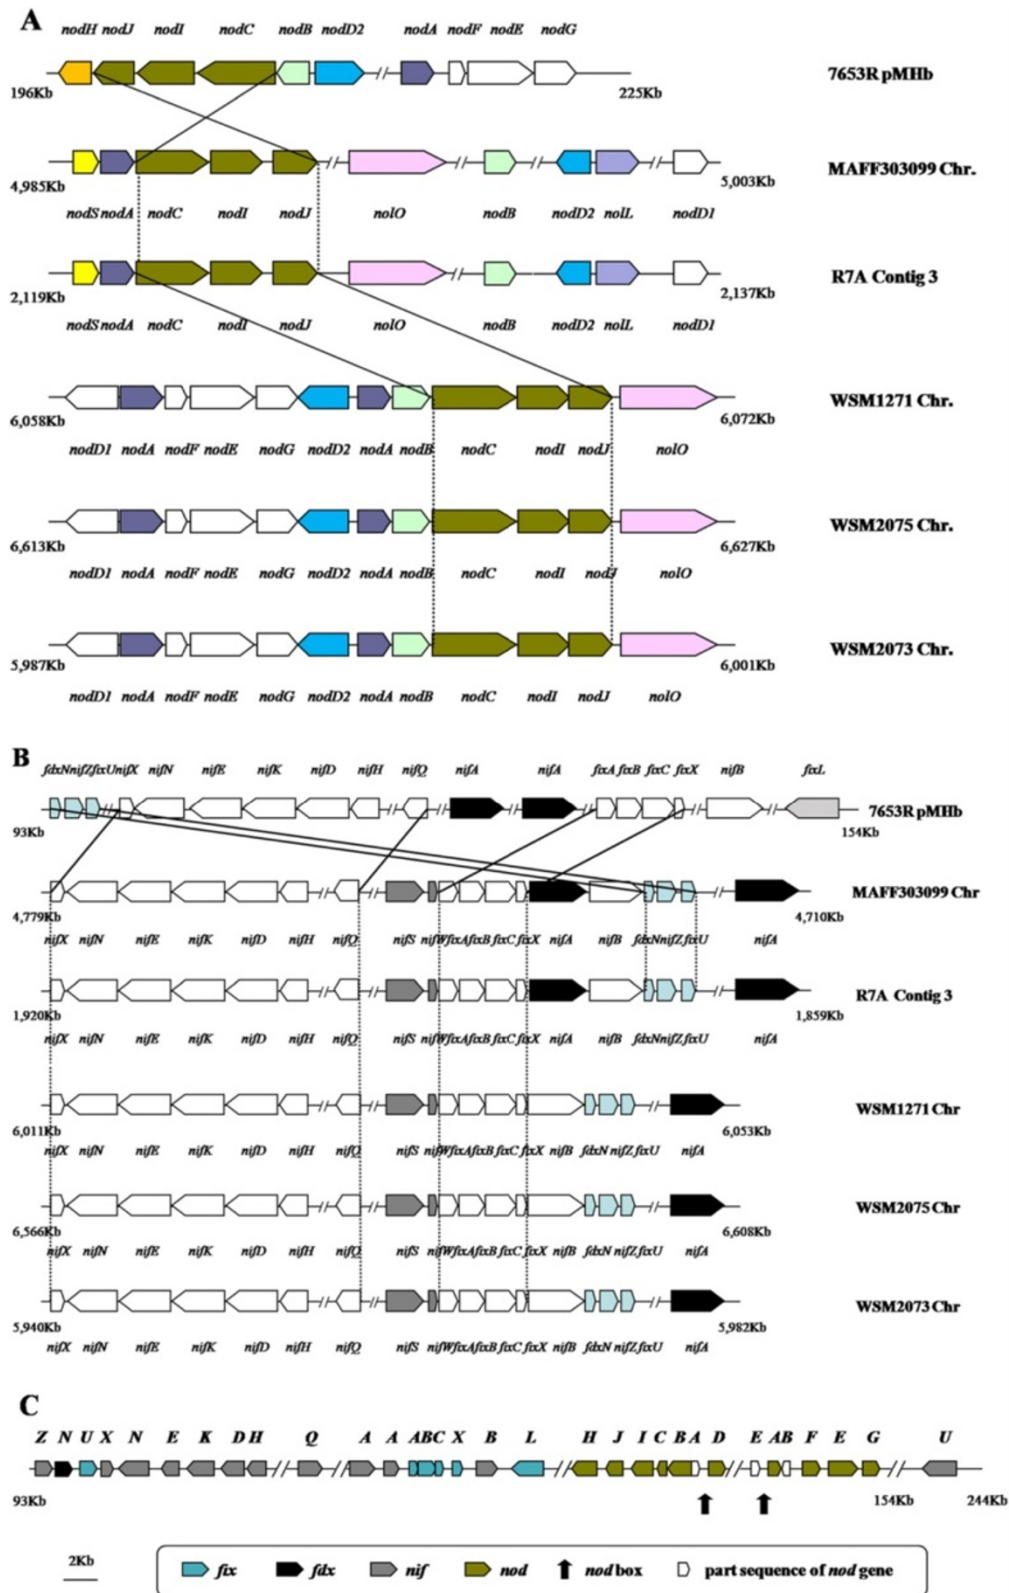 A
nodH nodJ nodI nodC nodB nodD2 nodA nodF nodE nodG
7653R pMHb
196Kb 225Kb
MAFF303099 Chr.
4,985Kb 5,003Kb
nodS nodA nodC nodI nodJ nolO nodB nodD2 nolL nodD1
R7A Contig 3
2,119Kb 2,137Kb
nodS nodA nodC nodI nodJ nolO nodB nodD2 nolL nodD1
WSM1271 Chr.
6,058Kb 6,072Kb
nodD1 nodA nodF nodE nodG nodD2 nodA nodB nodC nodI nodJ nolO
WSM2075 Chr.
6,613Kb 6,627Kb
nodD1 nodA nodF nodE nodG nodD2 nodA nodB nodC nodI nodJ nolO
WSM2073 Chr.
5,987Kb 6,001Kb
nodD1 nodA nodF nodE nodG nodD2 nodA nodB nodC nodI nodJ nolO
B
fdxN nifZ fixU nifX nifN nifE nifK nifD nifH nifQ nifA nifA fixA fixB fixC fixX nifB fixL
7653R pMHb
93Kb 154Kb
MAFF303099 Chr
4,779Kb 4,710Kb
nifX nifN nifE nifK nifD nifH nifQ nifS nifW fixA fixB fixC fixX nifA nifB fdxN nifZ fixU nifA
R7A Contig 3
1,920Kb 1,859Kb
nifX nifN nifE nifK nifD nifH nifQ nifS nifW fixA fixB fixC fixX nifA nifB fdxN nifZ fixU nifA
WSM1271 Chr
6,011Kb 6,053Kb
nifX nifN nifE nifK nifD nifH nifQ nifS nifW fixA fixB fixC fixX nifB fdxN nifZ fixU nifA
WSM2075 Chr
6,566Kb 6,608Kb
nifX nifN nifE nifK nifD nifH nifQ nifS nifW fixA fixB fixC fixX nifB fdxN nifZ fixU nifA
WSM2073 Chr
5,940Kb 5,982Kb
nifX nifN nifE nifK nifD nifH nifQ nifS nifW fixA fixB fixC fixX nifB fdxN nifZ fixU nifA
C
Z N U X N E K D H Q A A A B C X B L H J I C B A D E A B F E G U
93Kb 154Kb 244Kb
2Kb
fix fdx nif nod nod box part sequence of nod gene